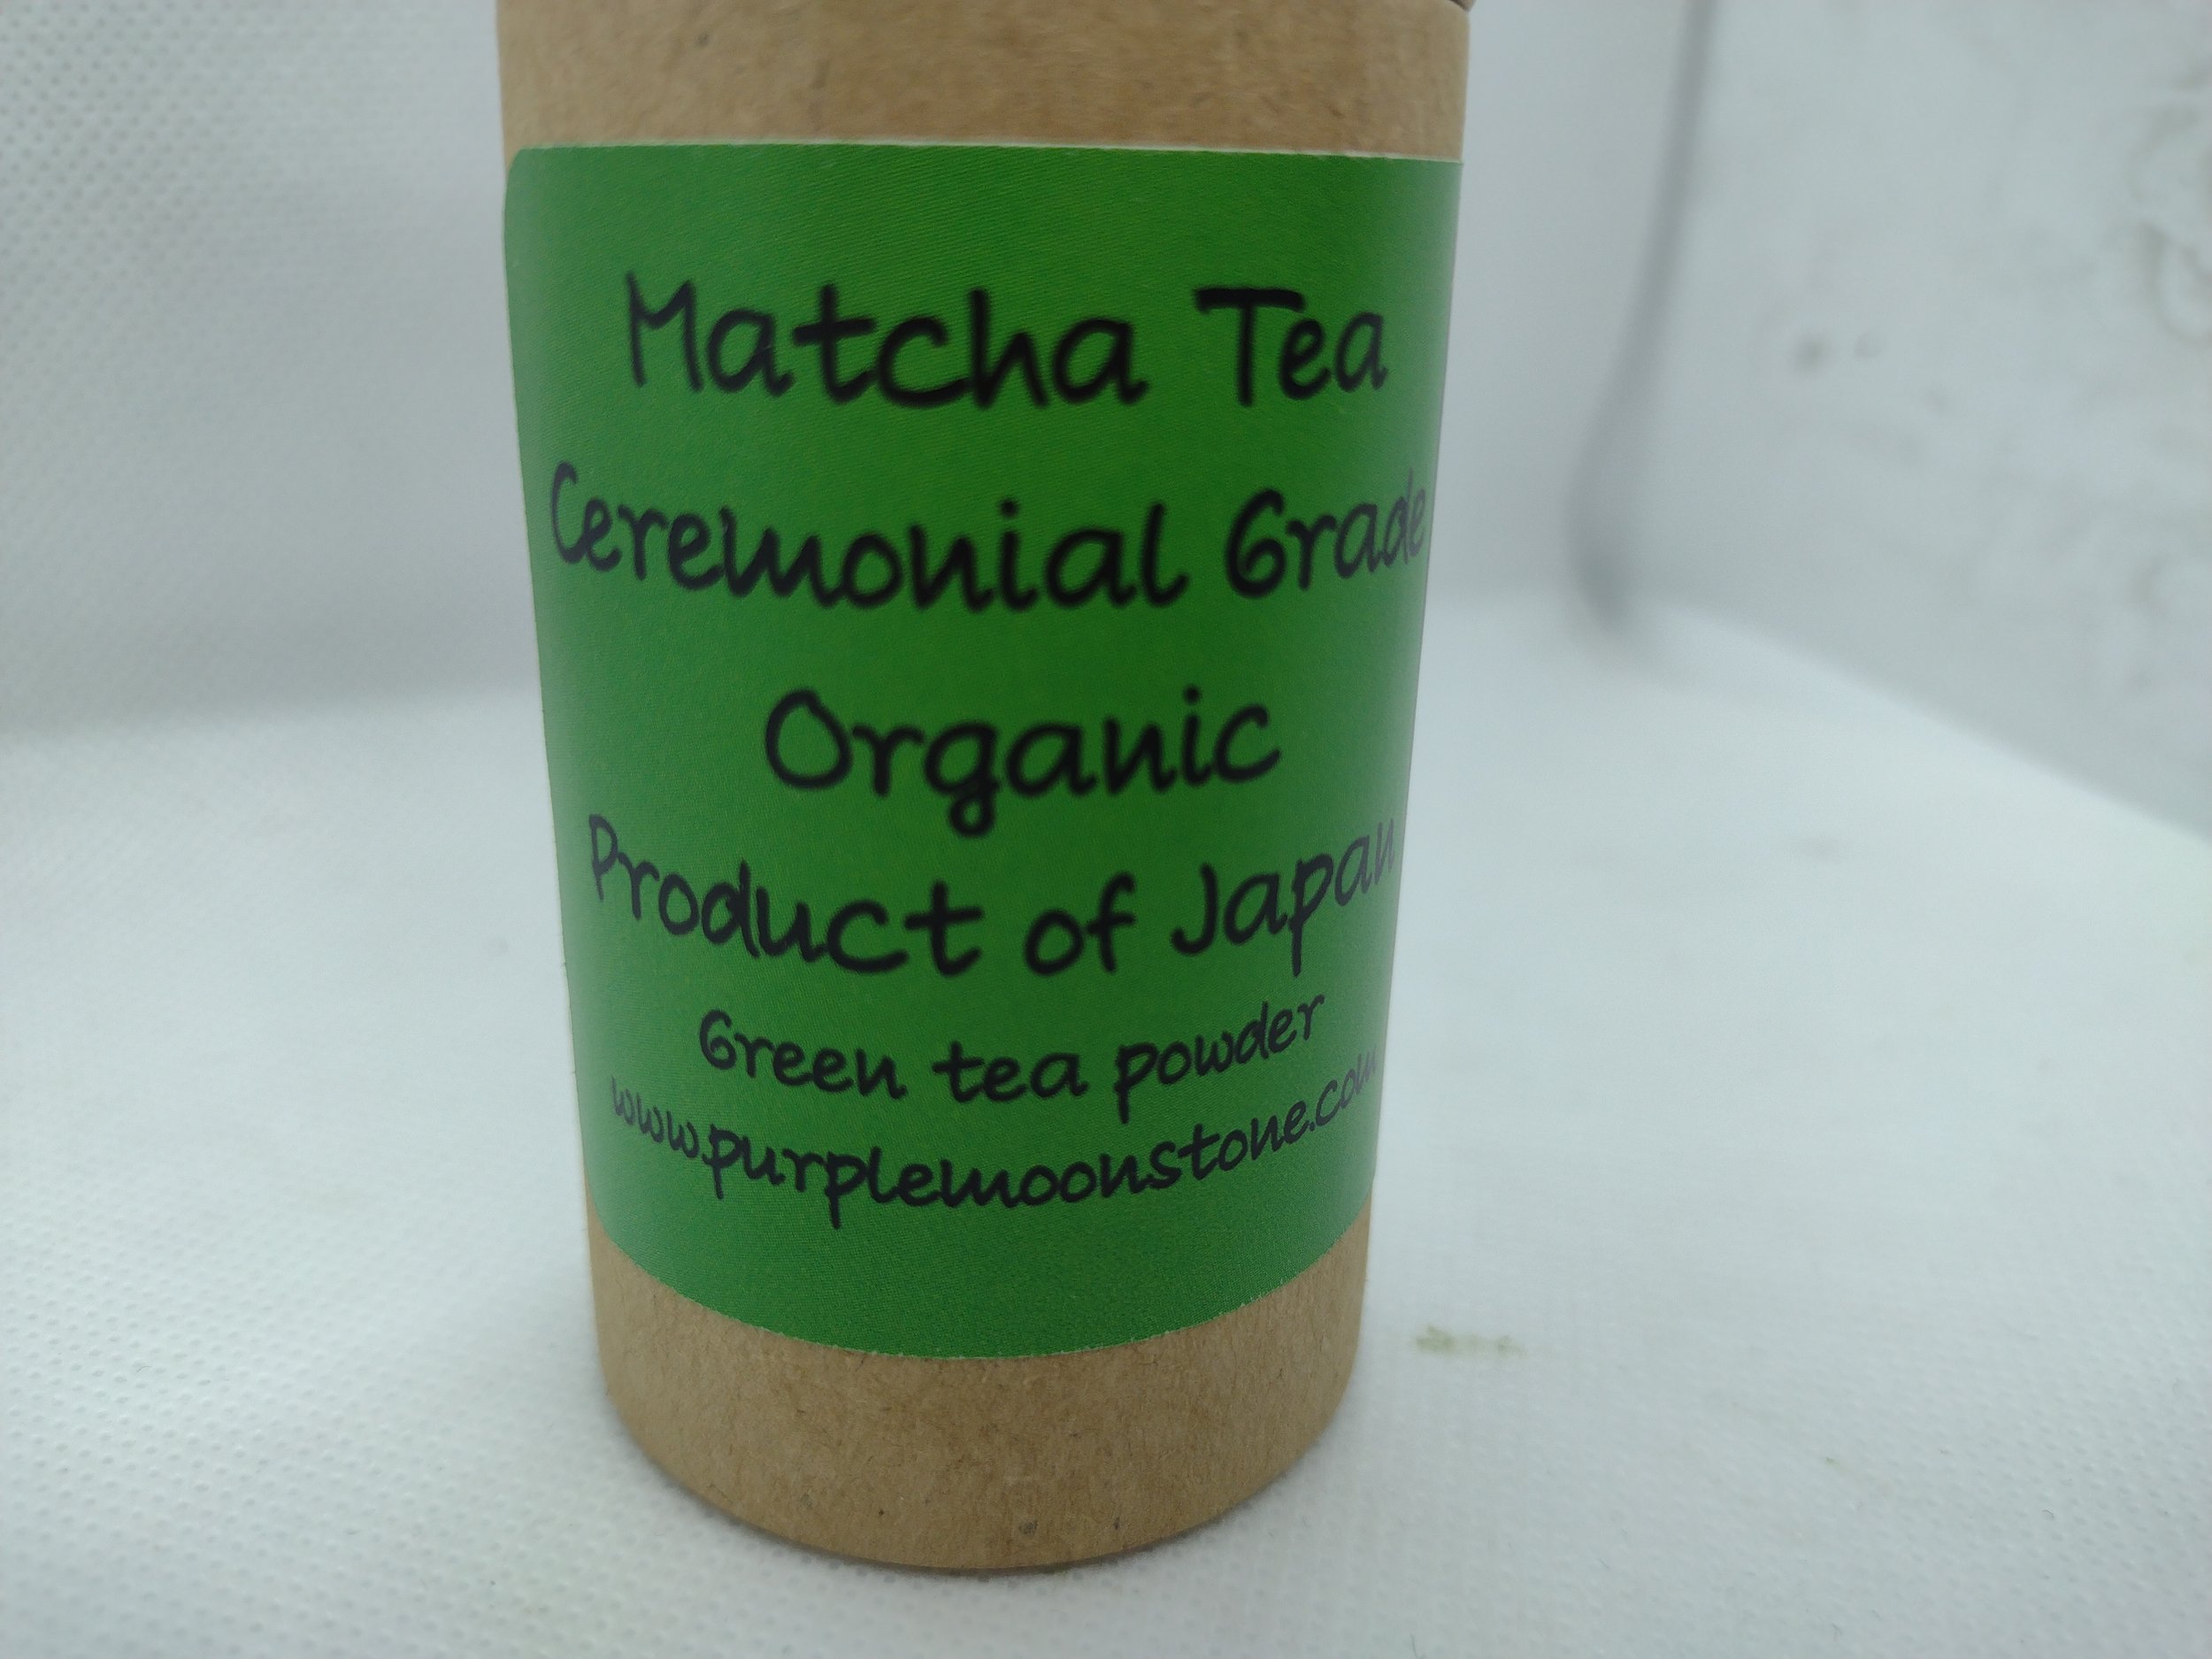 Matcha Tea
Ceremonial Grade
Organic
Product of Japan
Green tea powder
www.purplemoonstone.com